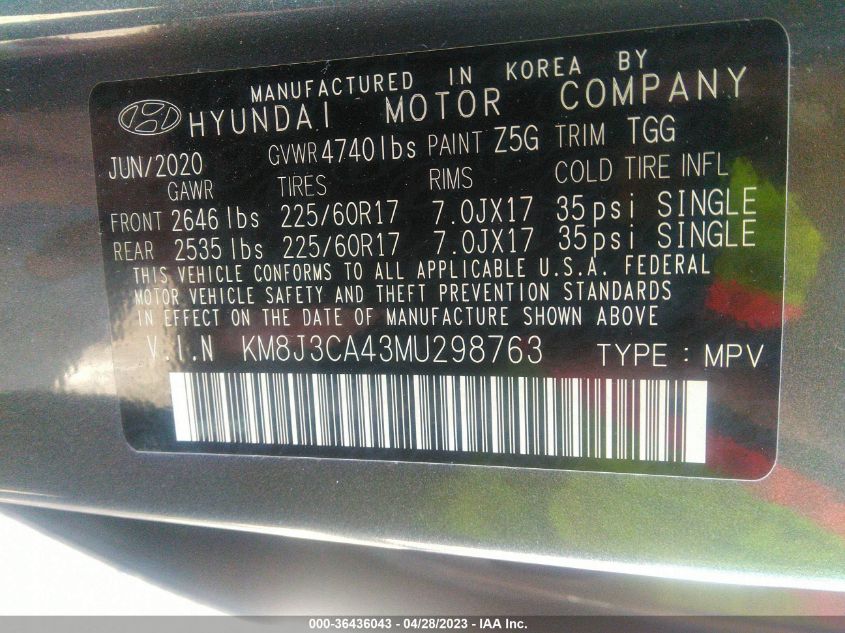 MANUFACTURED IN KOREA BY
HYUNDAI MOTOR COMPANY
JUN/2020 GVWR 4740 lbs PAINT Z5G TRIM TGG
GAWR TIRES RIMS COLD TIRE INFL
FRONT 2646 lbs 225/60R17 7.0JX17 35psi SINGLE
REAR 2535 lbs 225/60R17 7.0JX17 35psi SINGLE
THIS VEHICLE CONFORMS TO ALL APPLICABLE U.S.A. FEDERAL
MOTOR VEHICLE SAFETY AND THEFT PREVENTION STANDARDS
IN EFFECT ON THE DATE OF MANUFACTURE SHOWN ABOVE
V.I.N KM8J3CA43MU298763 TYPE : MPV
000-36436043 - 04/28/2023 - IAA Inc.